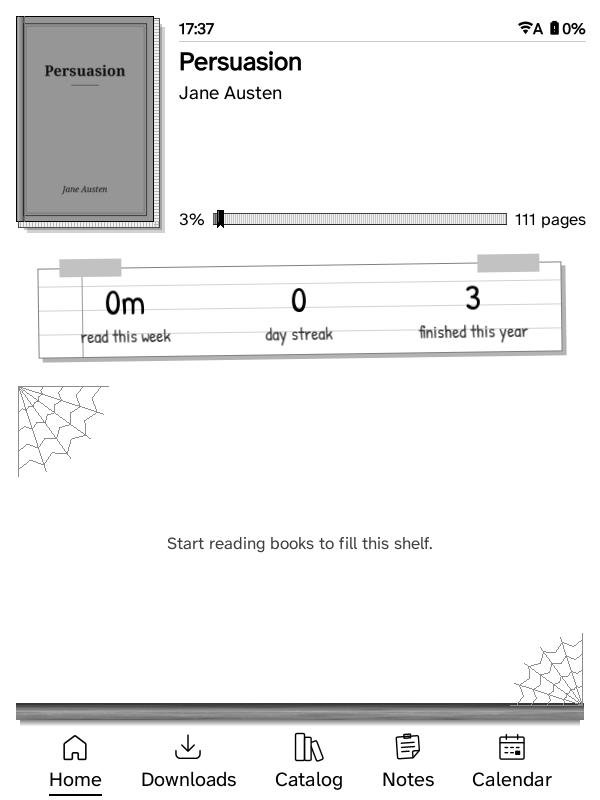 Persuasion
Jane Austen
17:37
A 0%
Persuasion
Jane Austen
3%
111 pages
0m
read this week
0
day streak
3
finished this year
Start reading books to fill this shelf.
Home
Downloads
Catalog
Notes
Calendar